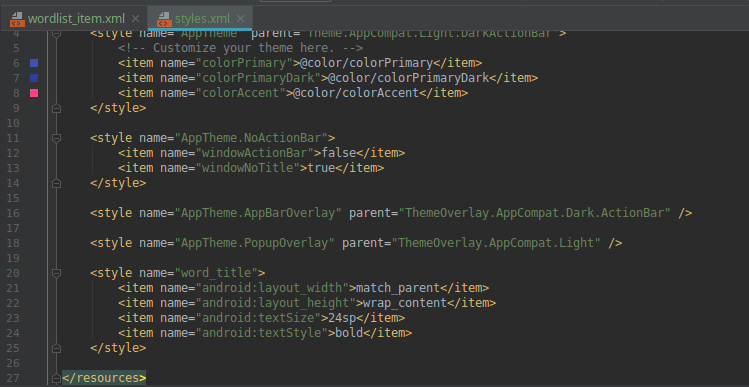 wordlist_item.xml styles.xml
4 <style name="AppTheme" parent="Theme.AppCompat.Light.DarkActionBar">
5 <!-- Customize your theme here. -->
6 <item name="colorPrimary">@color/colorPrimary</item>
7 <item name="colorPrimaryDark">@color/colorPrimaryDark</item>
8 <item name="colorAccent">@color/colorAccent</item>
9 </style>
10
11 <style name="AppTheme.NoActionBar">
12 <item name="windowActionBar">false</item>
13 <item name="windowNoTitle">true</item>
14 </style>
15
16 <style name="AppTheme.AppBarOverlay" parent="ThemeOverlay.AppCompat.Dark.ActionBar" />
17
18 <style name="AppTheme.PopupOverlay" parent="ThemeOverlay.AppCompat.Light" />
19
20 <style name="word_title">
21 <item name="android:layout_width">match_parent</item>
22 <item name="android:layout_height">wrap_content</item>
23 <item name="android:textSize">24sp</item>
24 <item name="android:textStyle">bold</item>
25 </style>
26
27 </resources>